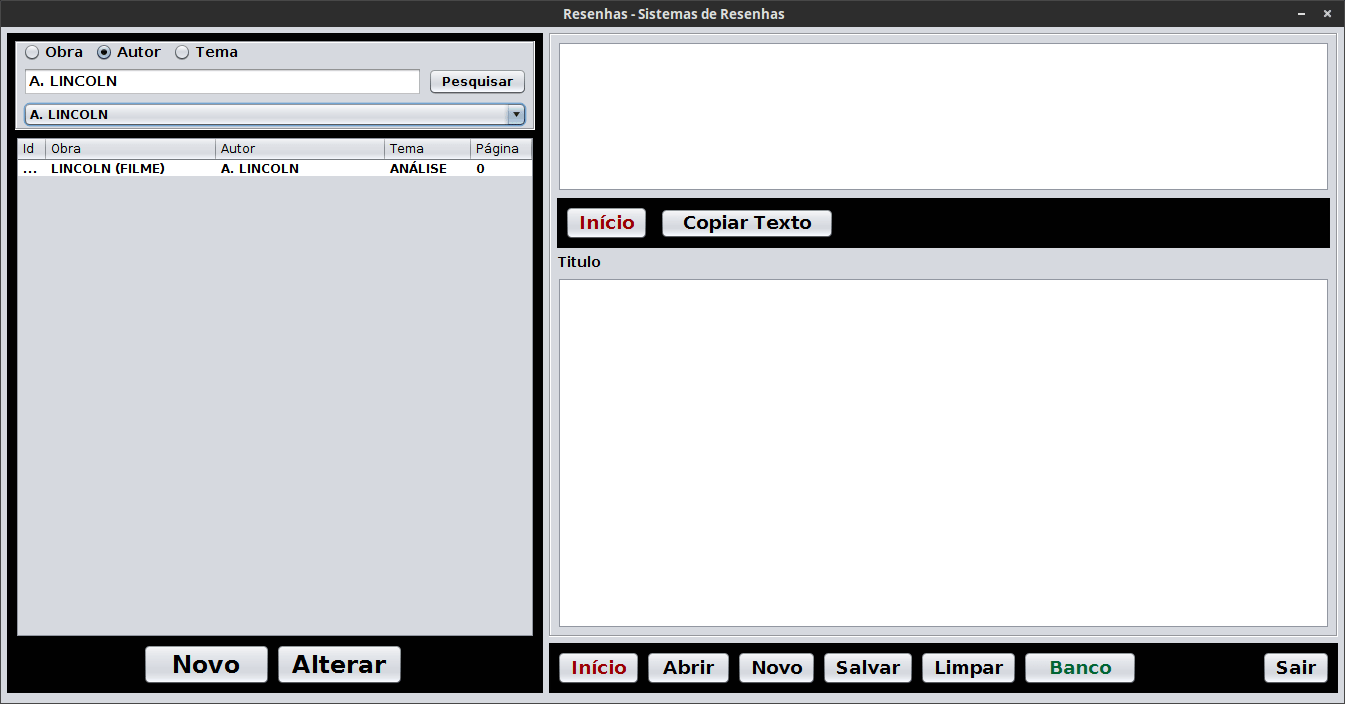 Resenhas - Sistemas de Resenhas
Obra Autor Tema
A. LINCOLN Pesquisar
A. LINCOLN
Id Obra Autor Tema Página
... LINCOLN (FILME) A. LINCOLN ANÁLISE 0
Novo Alterar
Início Copiar Texto
Titulo
Início Abrir Novo Salvar Limpar Banco Sair